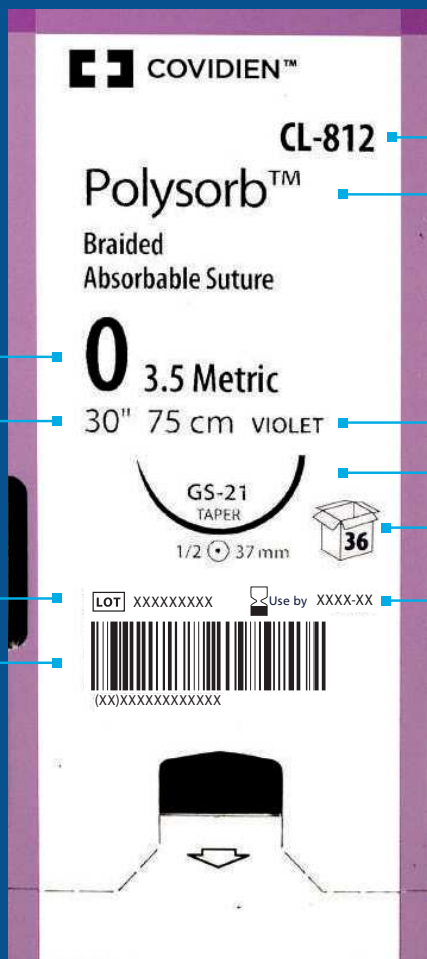 COVIDIEN™
CL-812
Polysorb™
Braided
Absorbable Suture
0 3.5 Metric
30" 75 cm VIOLET
GS-21
TAPER
1/2 37 mm
36
LOT XXXXXXXXX Use by XXXX-XX
(XX)XXXXXXXXXXXXX